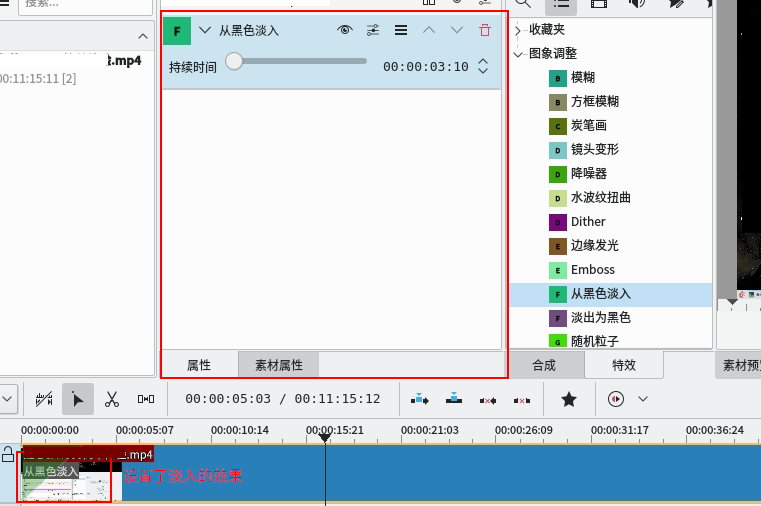 搜索...
.mp4
00:11:15:11 [2]
F 从黑色淡入
持续时间 00:00:03:10
属性 素材属性
收藏夹
图象调整
B 模糊
B 方框模糊
C 炭笔画
D 镜头变形
D 降噪器
D 水波纹扭曲
D Dither
E 边缘发光
E Emboss
F 从黑色淡入
F 淡出为黑色
G 随机粒子
合成 特效 素材预览
00:00:05:03 / 00:11:15:12
00:00:00:00 00:00:05:07 00:00:10:14 00:00:15:21 00:00:21:03 00:00:26:09 00:00:31:17 00:00:36:24
.mp4
从黑色淡入
设置了淡入的效果